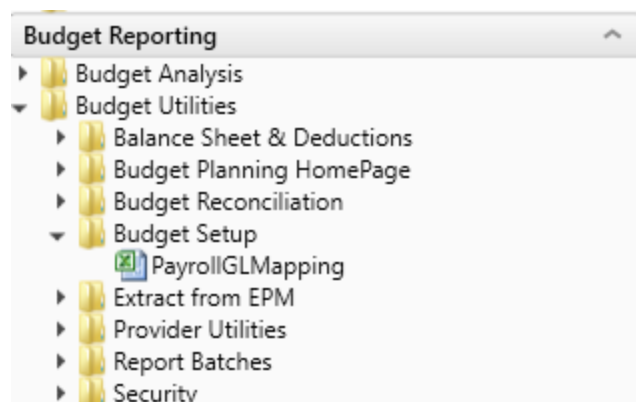 Budget Reporting
Budget Analysis
Budget Utilities
Balance Sheet & Deductions
Budget Planning HomePage
Budget Reconciliation
Budget Setup
PayrollGLMapping
Extract from EPM
Provider Utilities
Report Batches
Security